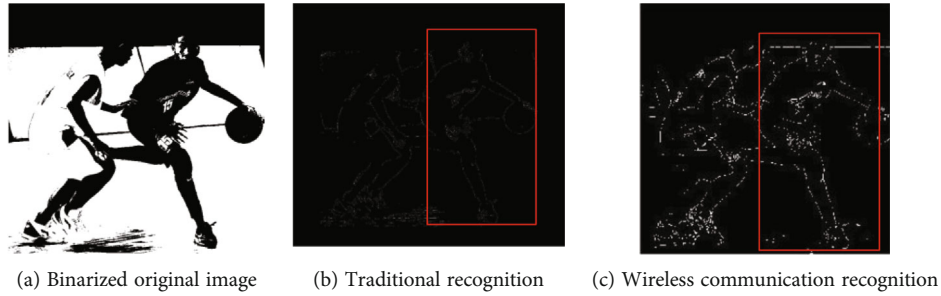 (a) Binarized original image
(b) Traditional recognition
(c) Wireless communication recognition